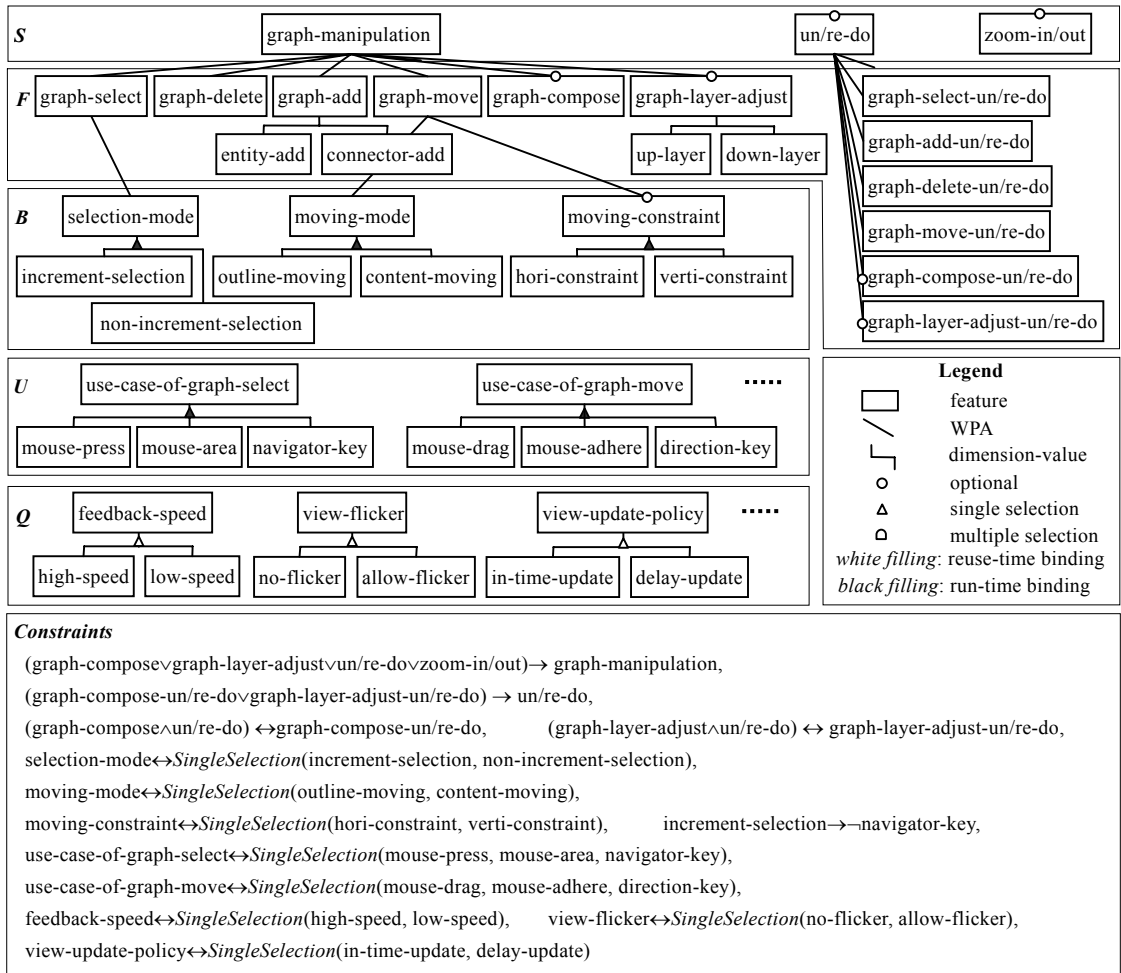 S
graph-manipulation
un/re-do
zoom-in/out
F
graph-select
graph-delete
graph-add
graph-move
graph-compose
graph-layer-adjust
entity-add
connector-add
up-layer
down-layer
graph-select-un/re-do
graph-add-un/re-do
graph-delete-un/re-do
graph-move-un/re-do
graph-compose-un/re-do
graph-layer-adjust-un/re-do
B
selection-mode
moving-mode
moving-constraint
increment-selection
outline-moving
content-moving
hori-constraint
verti-constraint
non-increment-selection
U
use-case-of-graph-select
use-case-of-graph-move
.....
mouse-press
mouse-area
navigator-key
mouse-drag
mouse-adhere
direction-key
Q
feedback-speed
view-flicker
view-update-policy
.....
high-speed
low-speed
no-flicker
allow-flicker
in-time-update
delay-update
Legend
feature
WPA
dimension-value
optional
single selection
multiple selection
white filling: reuse-time binding
black filling: run-time binding
Constraints
(graph-compose∨graph-layer-adjust∨un/re-do∨zoom-in/out)→ graph-manipulation,
(graph-compose-un/re-do∨graph-layer-adjust-un/re-do) → un/re-do,
(graph-compose∧un/re-do) ↔graph-compose-un/re-do, (graph-layer-adjust∧un/re-do) ↔ graph-layer-adjust-un/re-do,
selection-mode↔SingleSelection(increment-selection, non-increment-selection),
moving-mode↔SingleSelection(outline-moving, content-moving),
moving-constraint↔SingleSelection(hori-constraint, verti-constraint), increment-selection→¬navigator-key,
use-case-of-graph-select↔SingleSelection(mouse-press, mouse-area, navigator-key),
use-case-of-graph-move↔SingleSelection(mouse-drag, mouse-adhere, direction-key),
feedback-speed↔SingleSelection(high-speed, low-speed), view-flicker↔SingleSelection(no-flicker, allow-flicker),
view-update-policy↔SingleSelection(in-time-update, delay-update)